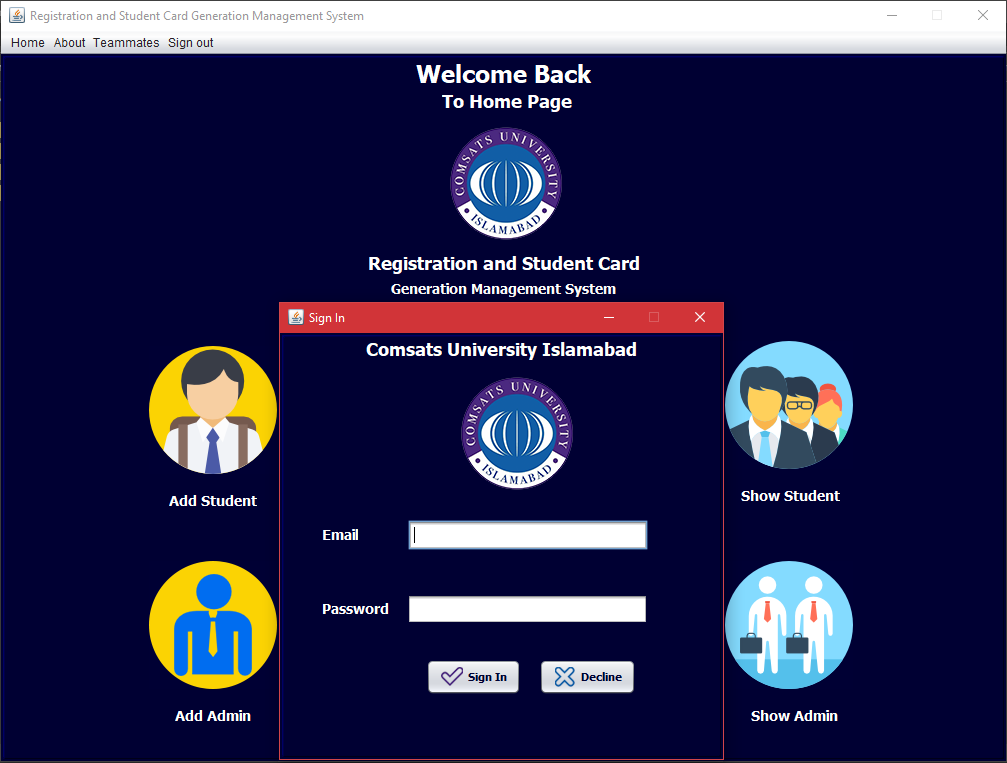 Registration and Student Card Generation Management System
Home About Teammates Sign out
Welcome Back
To Home Page
COMSATS UNIVERSITY
ISLAMABAD
Registration and Student Card
Generation Management System
Sign In
Comsats University Islamabad
COMSATS UNIVERSITY
ISLAMABAD
Email
Password
Sign In Decline
Add Student
Show Student
Add Admin
Show Admin